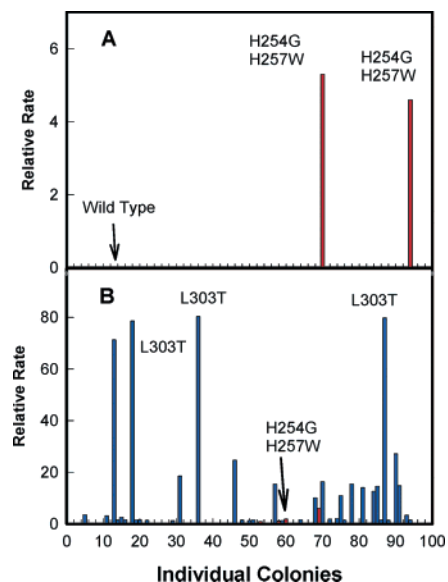 A
H254G
H257W
H254G
H257W
6
4
2
0
Relative Rate
Wild Type
B
L303T
L303T
L303T
80
60
40
20
0
Relative Rate
H254G
H257W
0 10 20 30 40 50 60 70 80 90 100
Individual Colonies